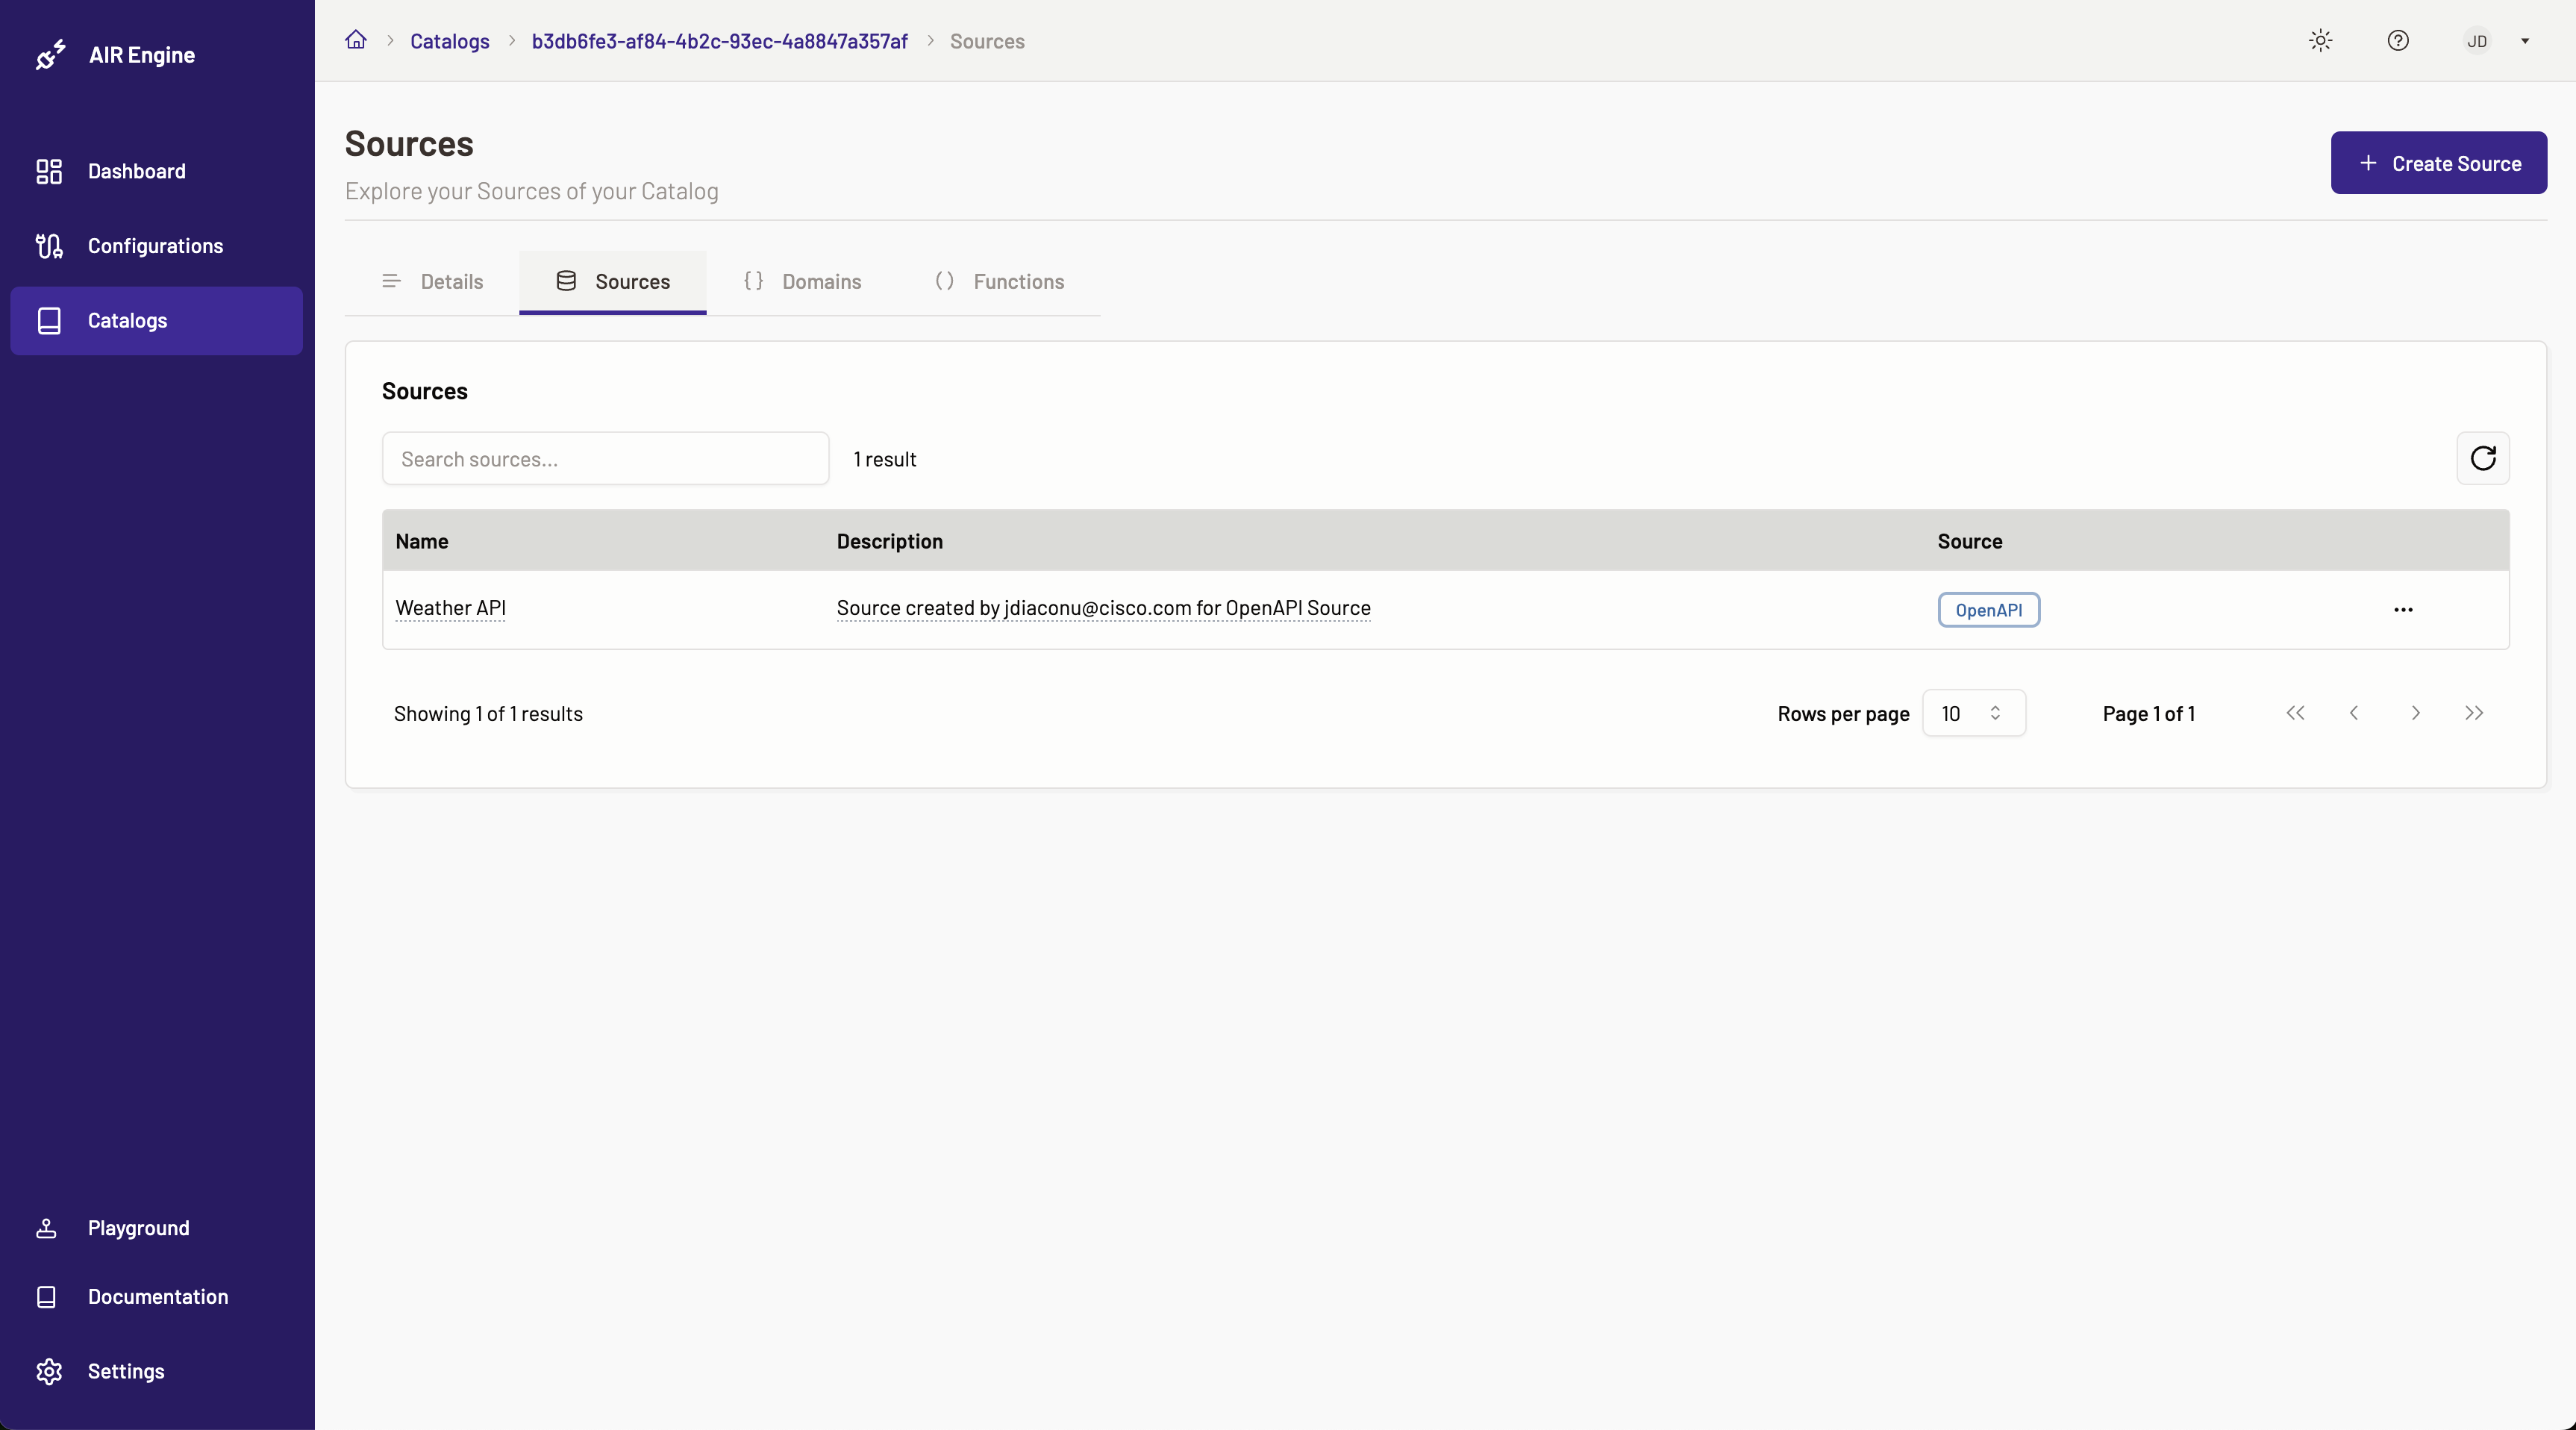 AIR Engine
Dashboard
Configurations
Catalogs
Playground
Documentation
Settings
Catalogs
b3db6fe3-af84-4b2c-93ec-4a8847a357af
Sources
JD
Sources
Explore your Sources of your Catalog
Create Source
Details
Sources
Domains
Functions
Sources
Search sources...
1 result
Name Description Source
Weather API Source created by jdiaconu@cisco.com for OpenAPI Source OpenAPI
Showing 1 of 1 results
Rows per page 10
Page 1 of 1